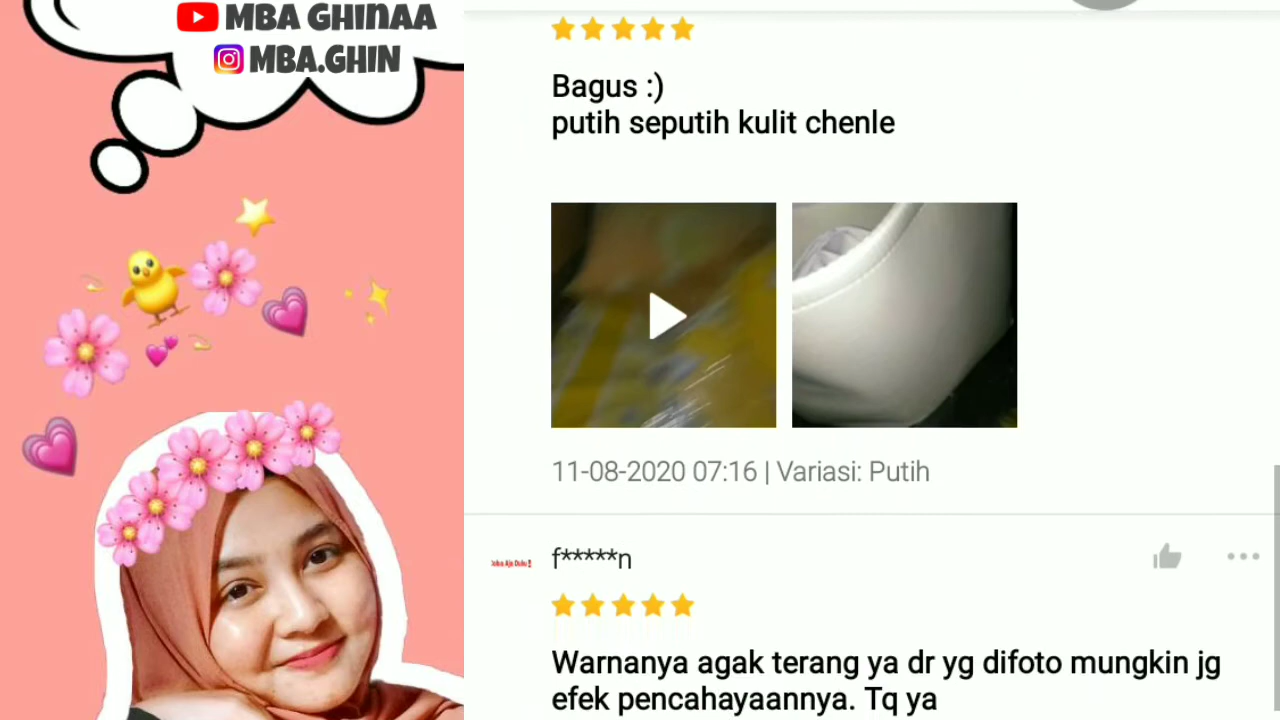 MBA GHINAA
MBA.GHIN
Bagus :)
putih seputih kulit chenle
11-08-2020 07:16 | Variasi: Putih
f*****n
Warnanya agak terang ya dr yg difoto mungkin jg
efek pencahayaannya. Tq ya